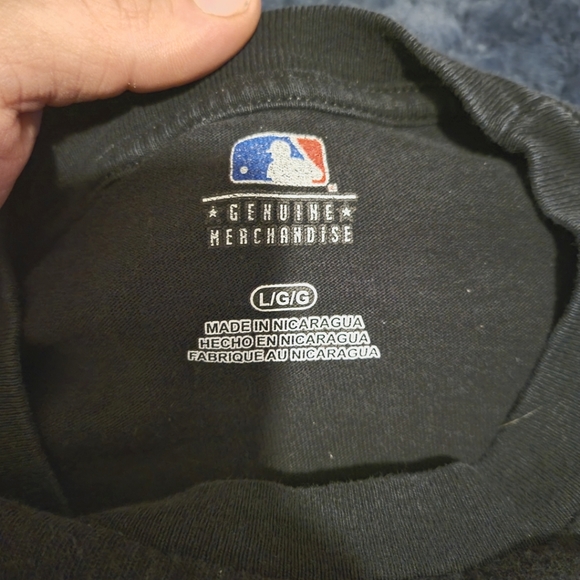 ★ GENUINE ★
MERCHANDISE
L/G/G
MADE IN NICARAGUA
HECHO EN NICARAGUA
FABRIQUE AU NICARAGUA